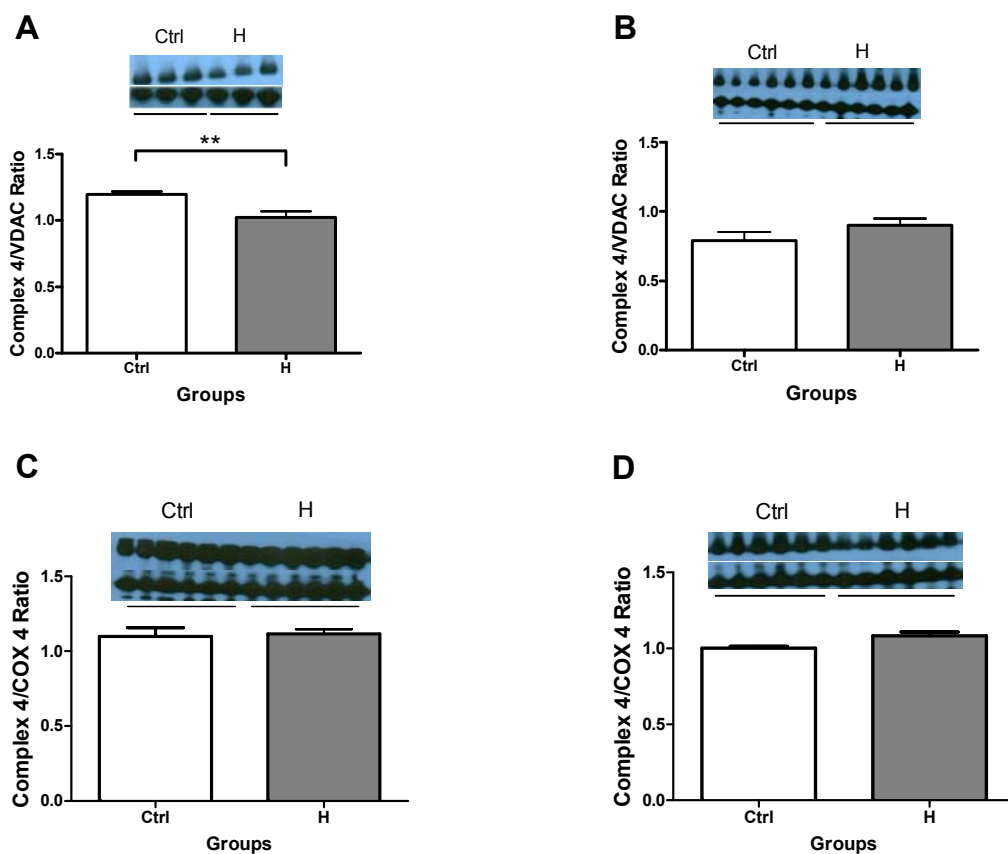 A
Ctrl H
**
Complex 4/VDAC Ratio
1.5
1.0
0.5
0.0
Ctrl H
Groups
B
Ctrl H
Complex 4/VDAC Ratio
1.5
1.0
0.5
0.0
Ctrl H
Groups
C
Ctrl H
Complex 4/COX 4 Ratio
1.5
1.0
0.5
0.0
Ctrl H
Groups
D
Ctrl H
Complex 4/COX 4 Ratio
1.5
1.0
0.5
0.0
Ctrl H
Groups